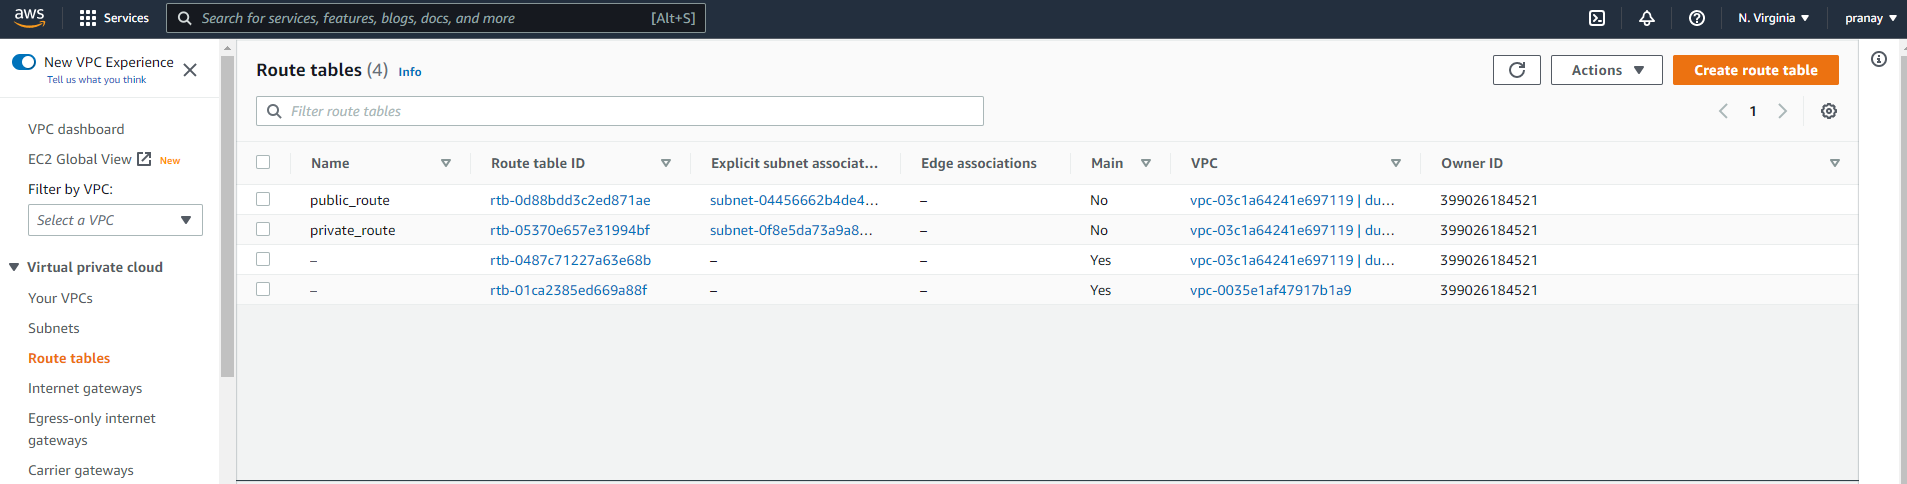 aws Services Search for services, features, blogs, docs, and more [Alt+S] N. Virginia pranay
New VPC Experience
Tell us what you think
VPC dashboard
EC2 Global View New
Filter by VPC:
Select a VPC
Virtual private cloud
Your VPCs
Subnets
Route tables
Internet gateways
Egress-only internet
gateways
Carrier gateways
Route tables (4) Info Actions Create route table
Filter route tables 1
Name Route table ID Explicit subnet associat... Edge associations Main VPC Owner ID
public_route rtb-0d88bdd3c2ed871ae subnet-04456662b4de4... – No vpc-03c1a64241e697119 | du... 399026184521
private_route rtb-05370e657e31994bf subnet-0f8e5da73a9a8... – No vpc-03c1a64241e697119 | du... 399026184521
– rtb-0487c71227a63e68b – – Yes vpc-03c1a64241e697119 | du... 399026184521
– rtb-01ca2385ed669a88f – – Yes vpc-0035e1af47917b1a9 399026184521